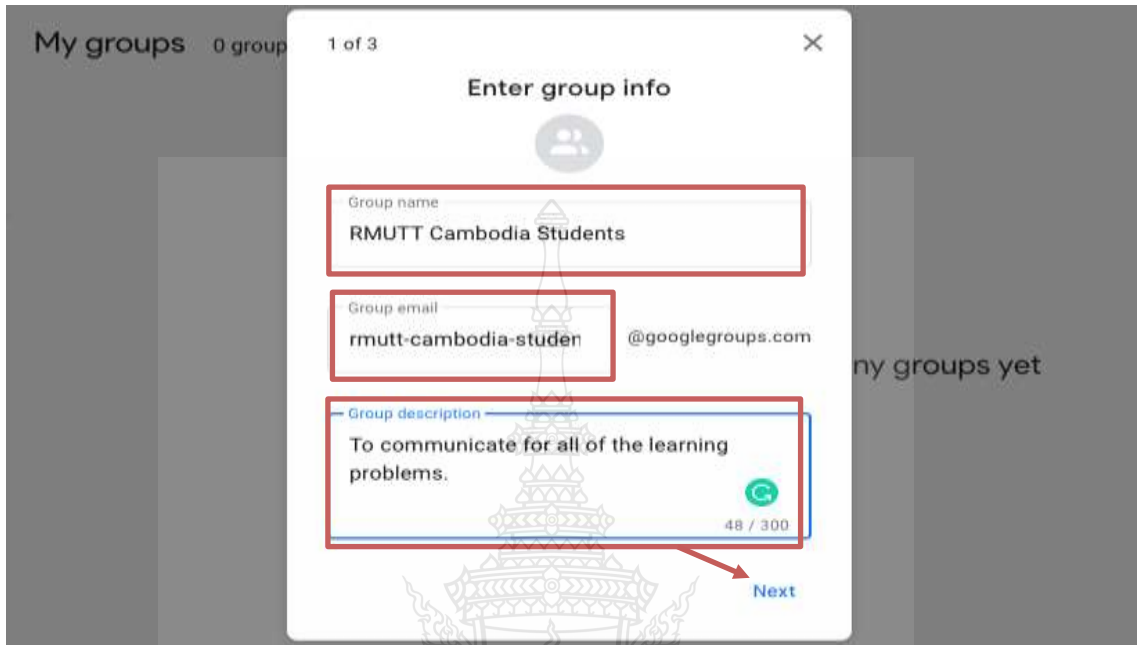 My groups 0 group
1 of 3
Enter group info
Group name
RMUTT Cambodia Students
Group email
rmutt-cambodia-studen @googlegroups.com
ny groups yet
Group description
To communicate for all of the learning
problems.
48 / 300
Next